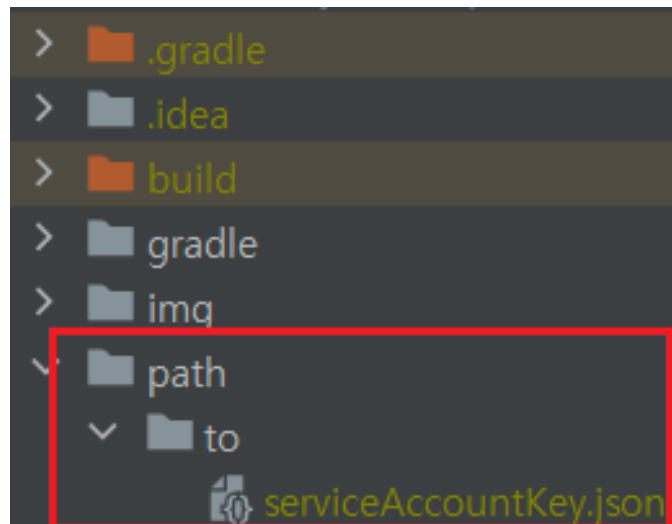 .gradle
.idea
build
gradle
img
path
to
serviceAccountKey.json